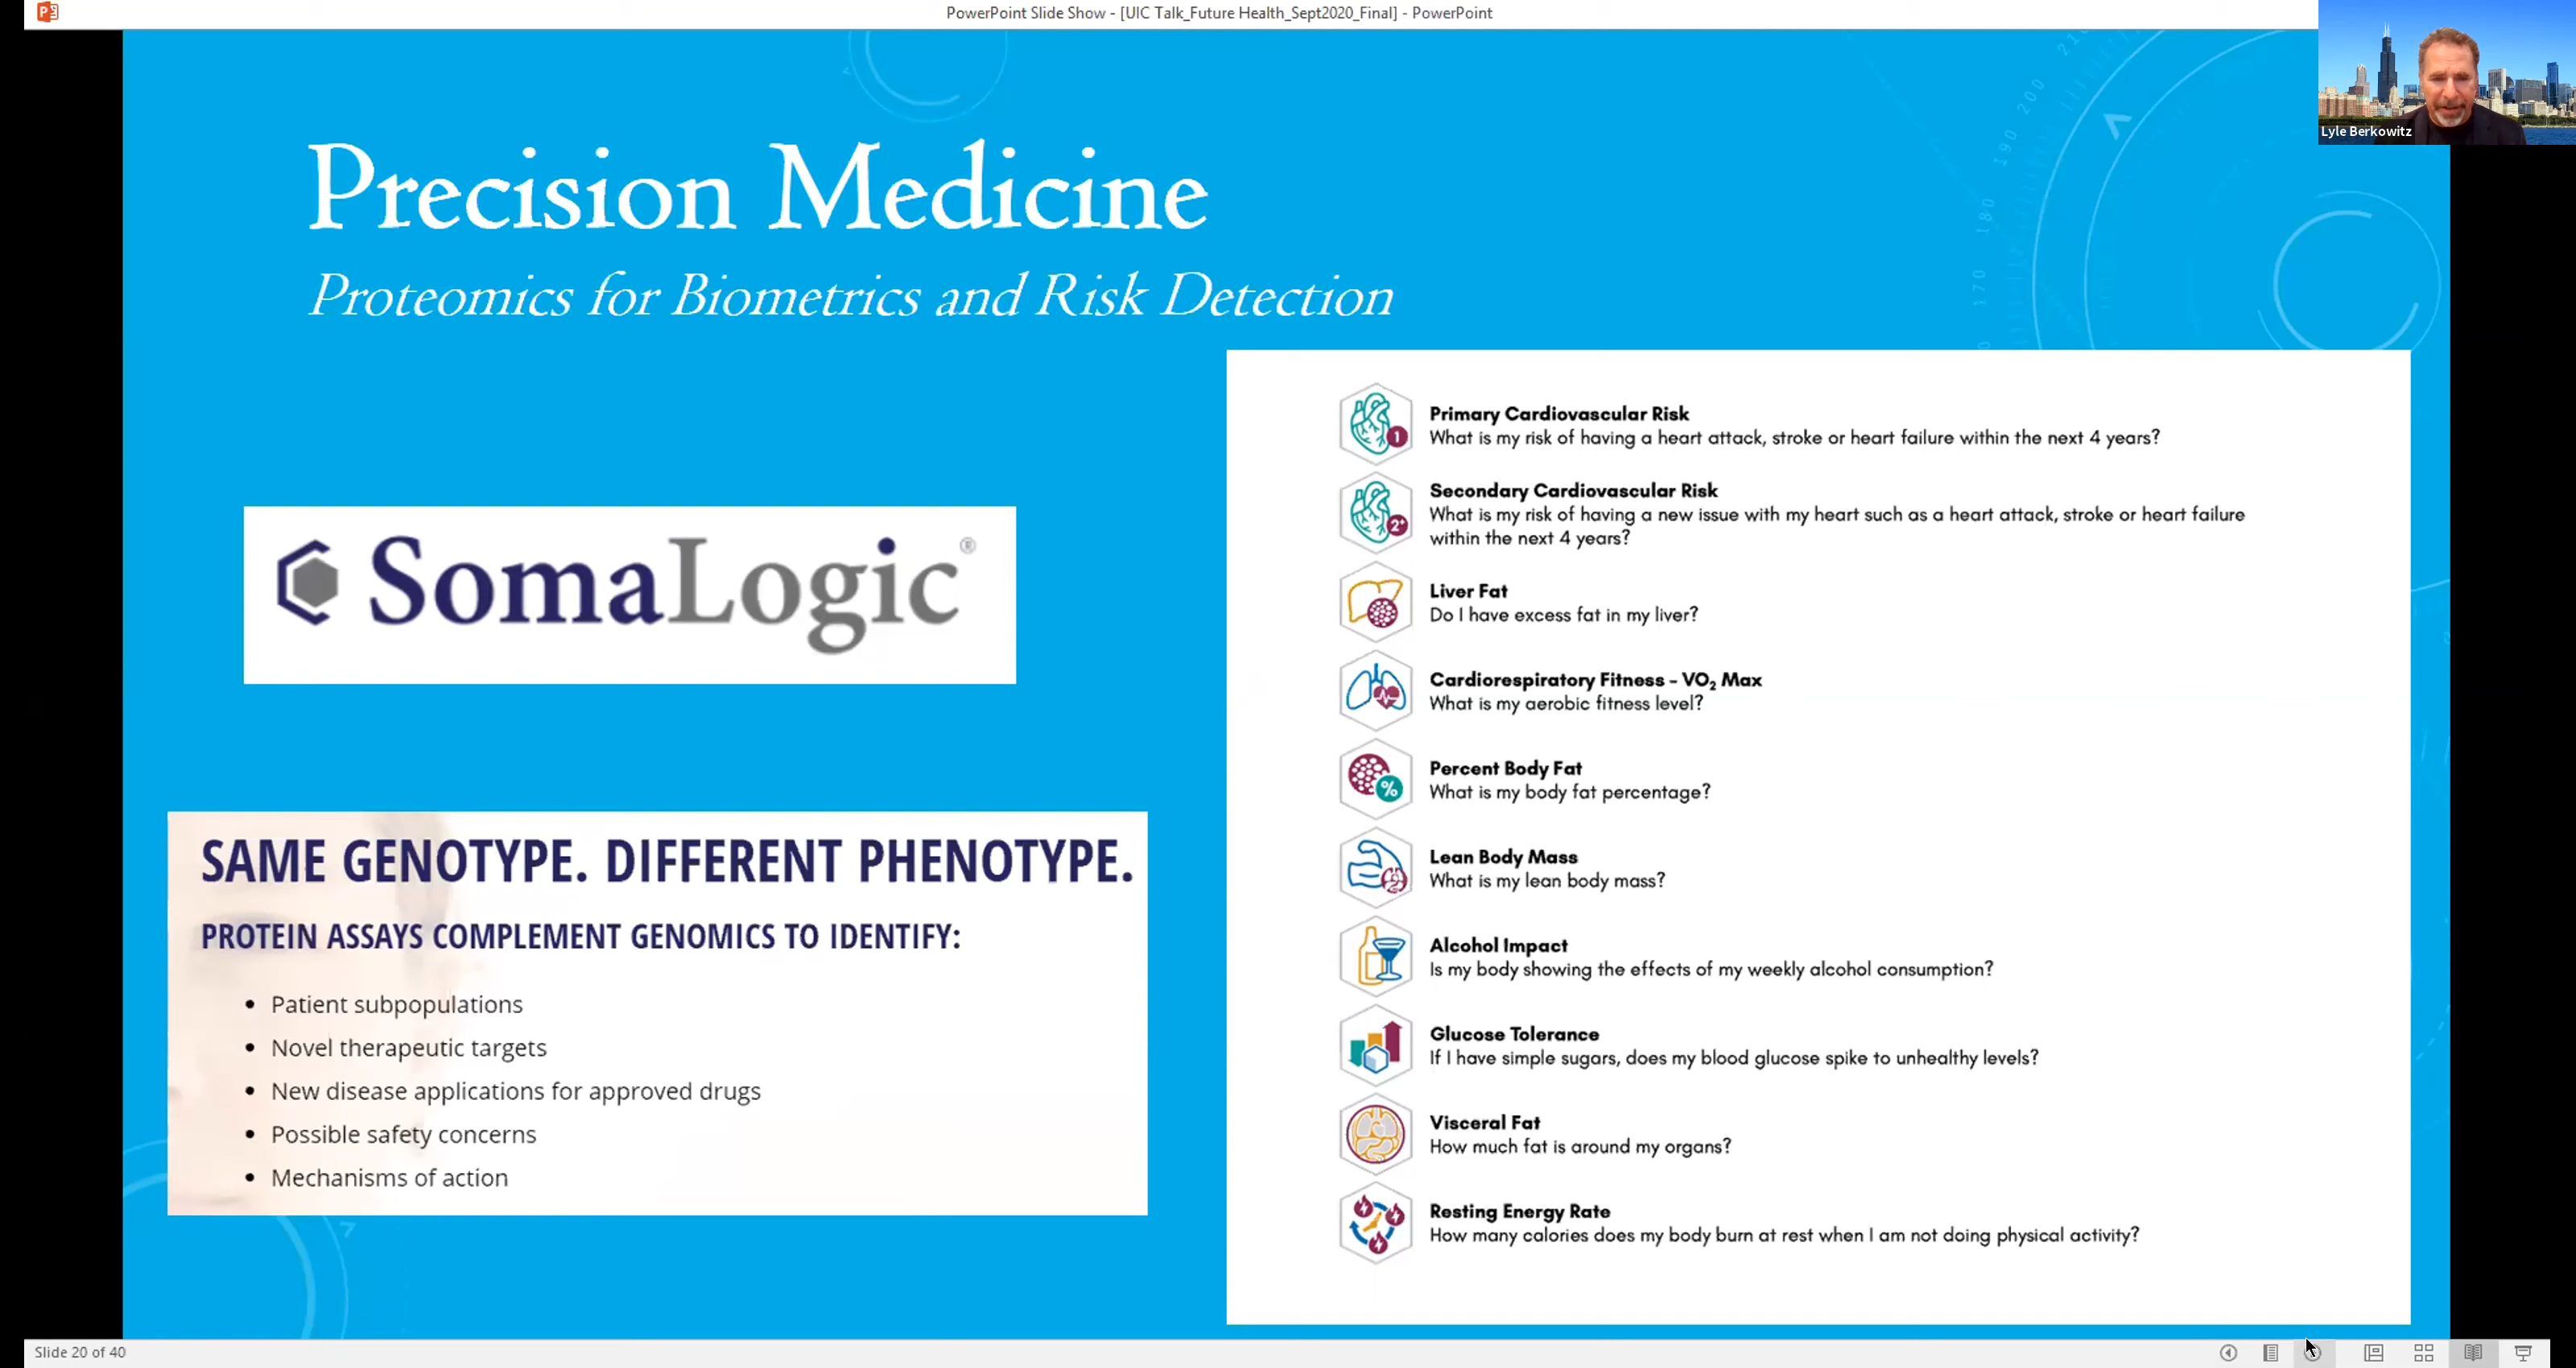 PowerPoint Slide Show - [UIC Talk_Future Health_Sept2020_Final] - PowerPoint
Lyle Berkowitz
Precision Medicine
Proteomics for Biometrics and Risk Detection
SomaLogic®
SAME GENOTYPE. DIFFERENT PHENOTYPE.
PROTEIN ASSAYS COMPLEMENT GENOMICS TO IDENTIFY:
• Patient subpopulations
• Novel therapeutic targets
• New disease applications for approved drugs
• Possible safety concerns
• Mechanisms of action
1
Primary Cardiovascular Risk
What is my risk of having a heart attack, stroke or heart failure within the next 4 years?
2+
Secondary Cardiovascular Risk
What is my risk of having a new issue with my heart such as a heart attack, stroke or heart failure
within the next 4 years?
Liver Fat
Do I have excess fat in my liver?
Cardiorespiratory Fitness - VO₂ Max
What is my aerobic fitness level?
%
Percent Body Fat
What is my body fat percentage?
Lean Body Mass
What is my lean body mass?
Alcohol Impact
Is my body showing the effects of my weekly alcohol consumption?
Glucose Tolerance
If I have simple sugars, does my blood glucose spike to unhealthy levels?
Visceral Fat
How much fat is around my organs?
Resting Energy Rate
How many calories does my body burn at rest when I am not doing physical activity?
170
180
190
200
Slide 20 of 40